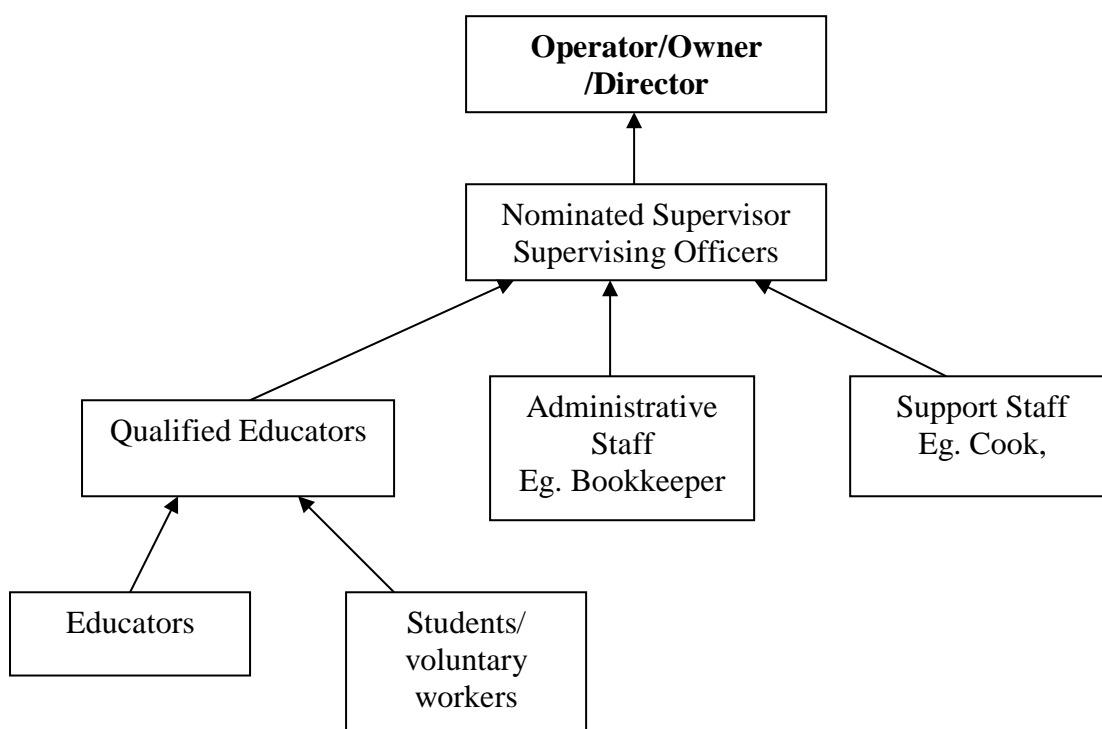 Operator/Owner
/Director
Nominated Supervisor
Supervising Officers
Qualified Educators
Administrative
Staff
Eg. Bookkeeper
Support Staff
Eg. Cook,
Educators
Students/
voluntary
workers